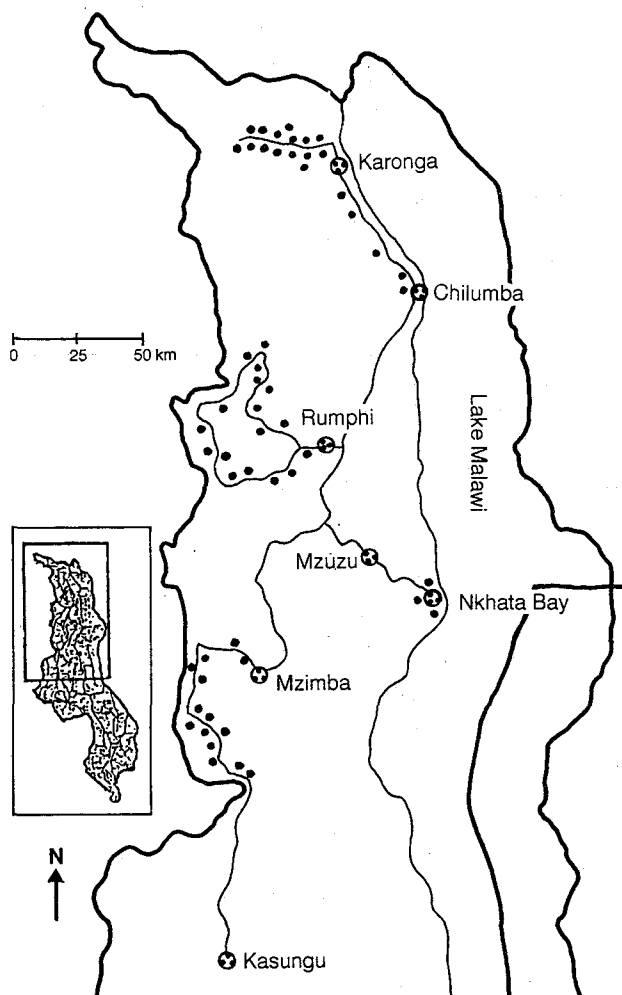 Karonga
Chilumba
0 25 50 km
Rumphi
Lake Malawi
Mzuzu
Nkhata Bay
Mzimba
N
Kasungu